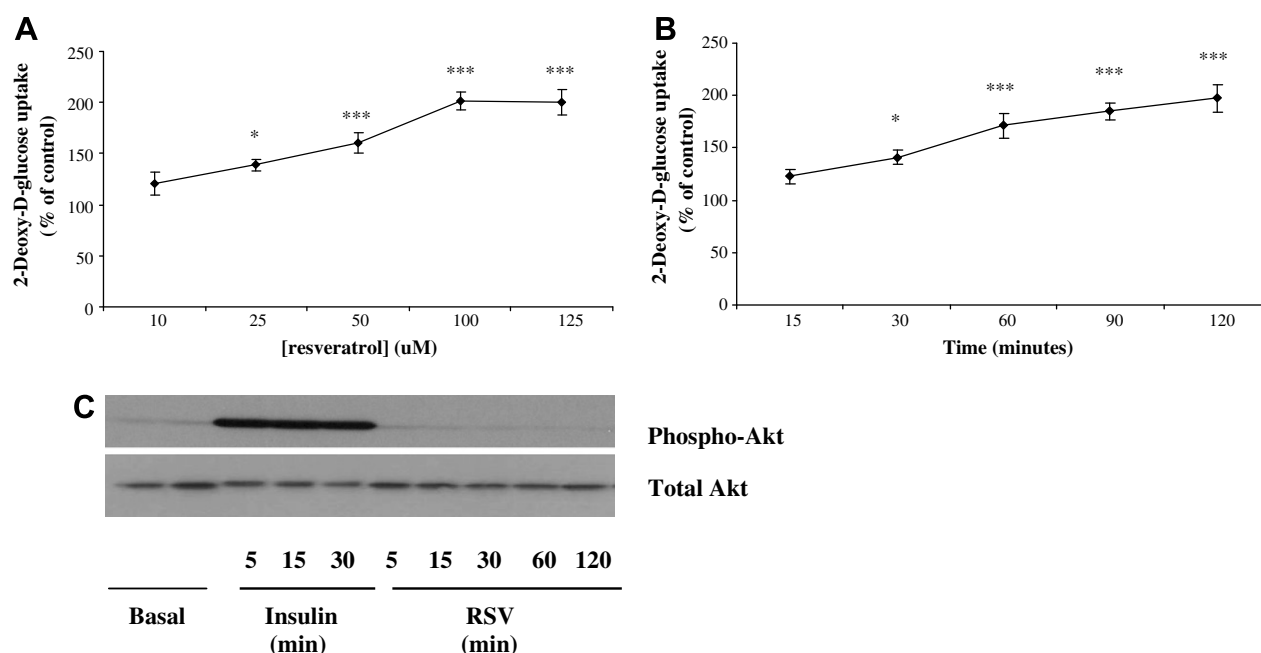 A
2-Deoxy-D-glucose uptake
(% of control)
250
200
150
100
50
0
*
***
***
***
10 25 50 100 125
[resveratrol] (uM)
B
2-Deoxy-D-glucose uptake
(% of control)
250
200
150
100
50
0
*
***
***
***
15 30 60 90 120
Time (minutes)
C
Phospho-Akt
Total Akt
5 15 30 5 15 30 60 120
Basal Insulin RSV
(min) (min)